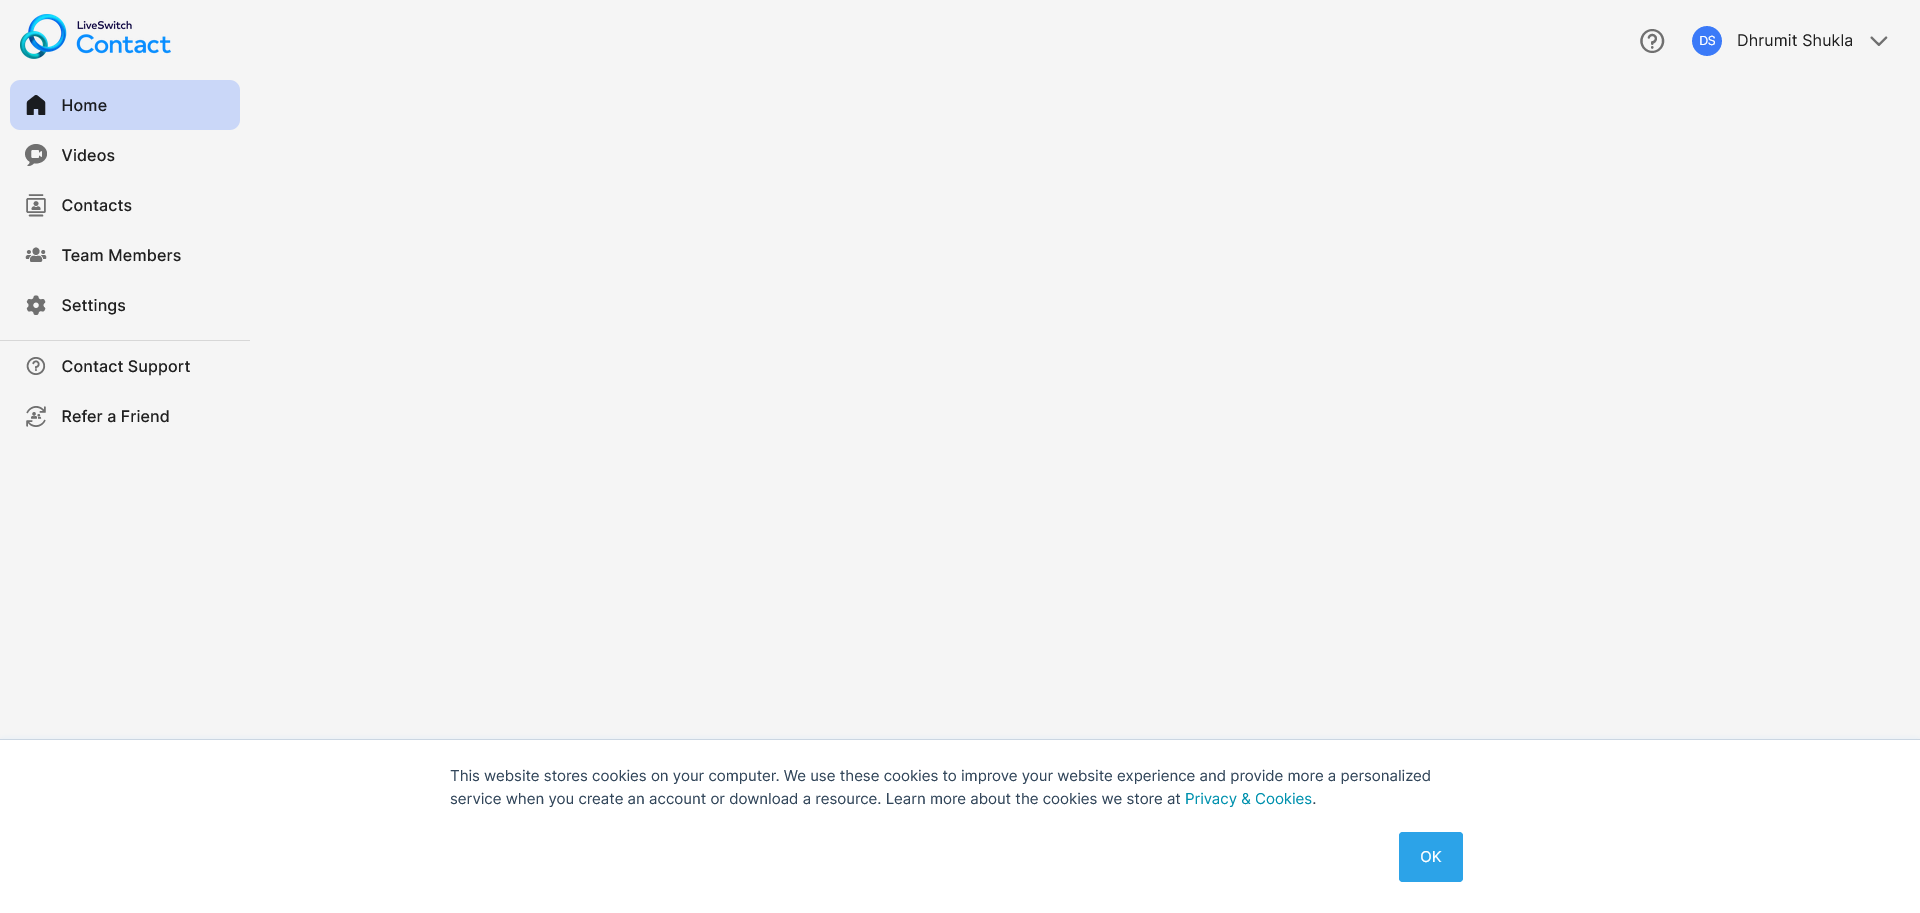 LiveSwitch
Contact
DS
Dhrumit Shukla
Home
Videos
Contacts
Team Members
Settings
Contact Support
Refer a Friend
This website stores cookies on your computer. We use these cookies to improve your website experience and provide more a personalized
service when you create an account or download a resource. Learn more about the cookies we store at Privacy & Cookies.
OK